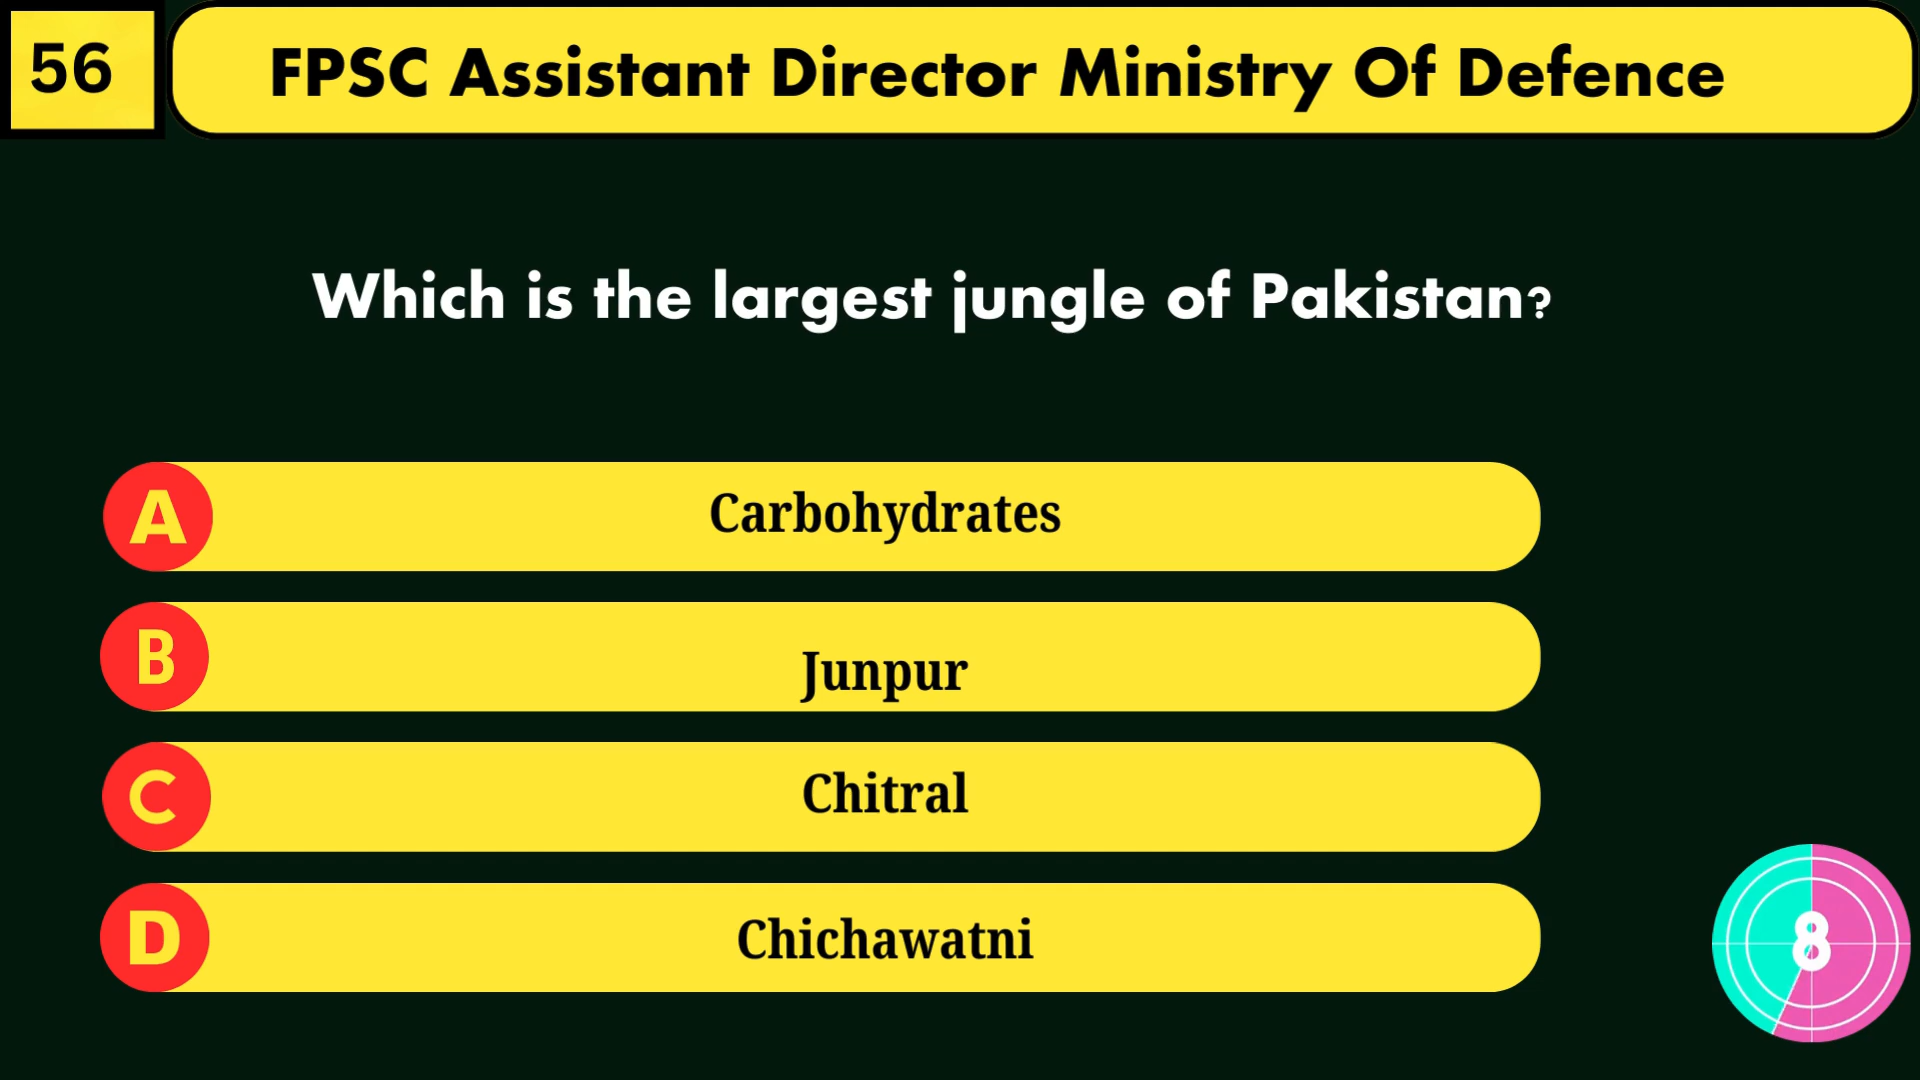 56
FPSC Assistant Director Ministry Of Defence
Which is the largest jungle of Pakistan?
A
Carbohydrates
B
Junpur
C
Chitral
D
Chichawatni
8